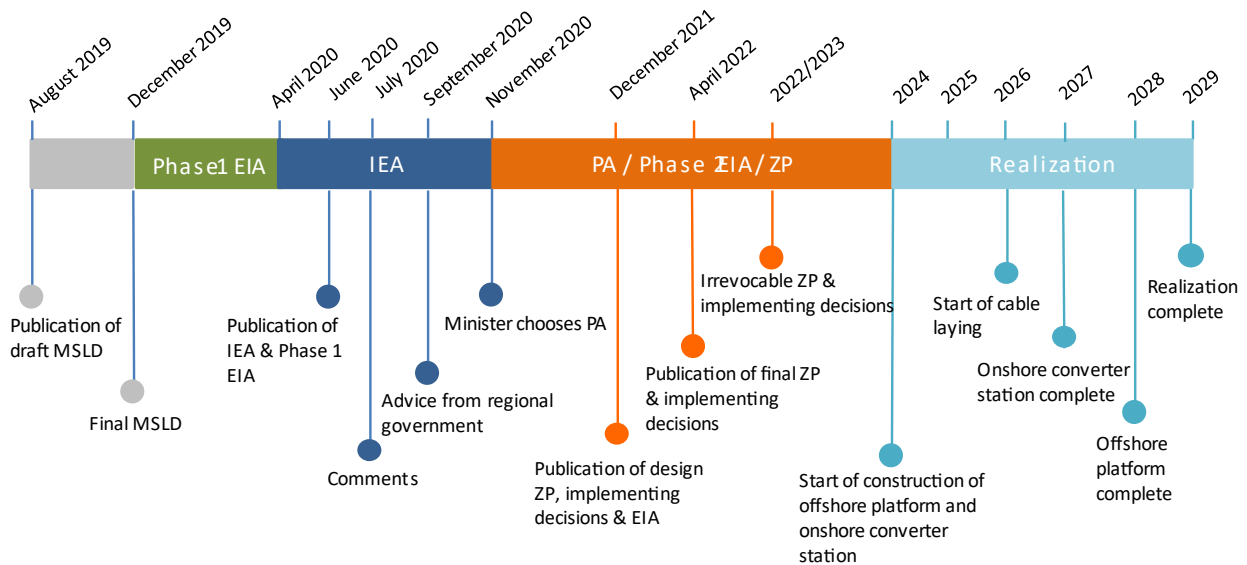 August 2019
December 2019
April 2020
June 2020
July 2020
September 2020
November 2020
December 2021
April 2022
2022/2023
2024
2025
2026
2027
2028
2029
Phase1 EIA
IEA
PA / Phase 2EIA/ ZP
Realization
Publication of
draft MSLD
Final MSLD
Publication of
IEA & Phase 1
EIA
Comments
Advice from regional
government
Minister chooses PA
Publication of design
ZP, implementing
decisions & EIA
Publication of final ZP
& implementing
decisions
Irrevocable ZP &
implementing decisions
Start of construction of
offshore platform and
onshore converter
station
Start of cable
laying
Onshore converter
station complete
Offshore
platform
complete
Realization
complete